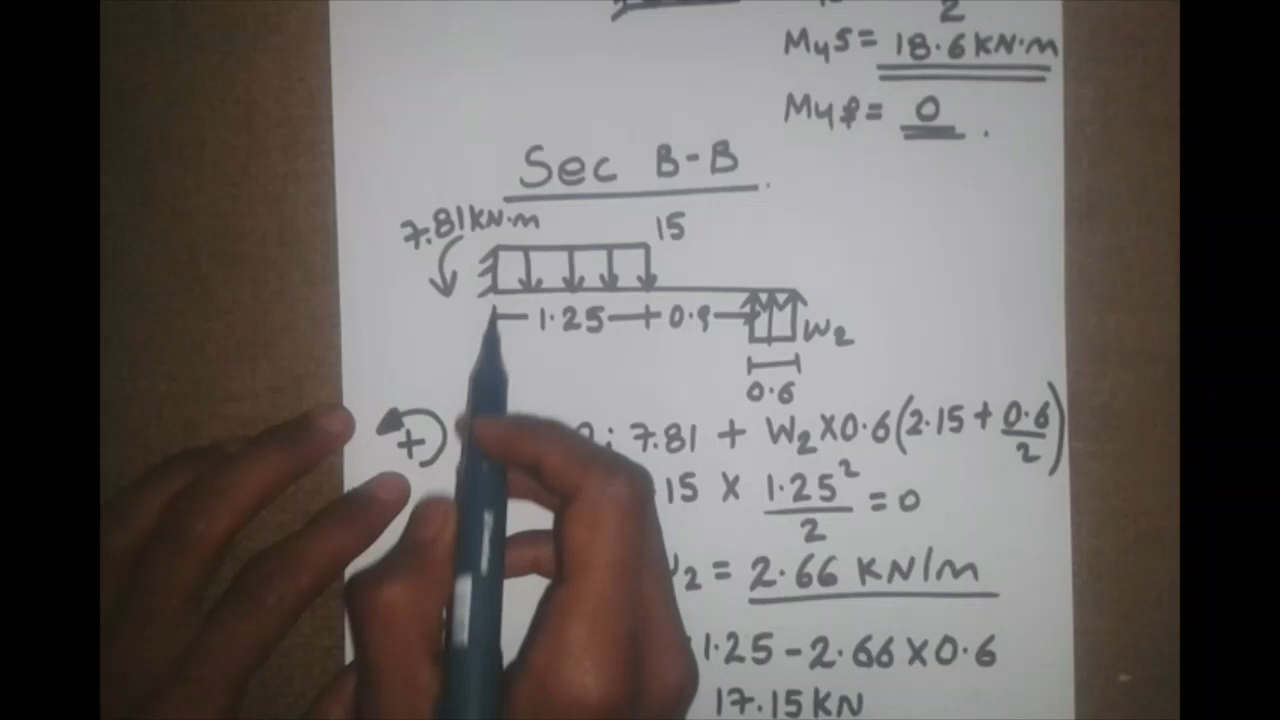 2
M4S = 18.6 KN·m
M4f = 0 .
Sec B-B
7.81 KN·m
15
1.25 0.9
W2
0.6
+ : 7.81 + W2 X 0.6 (2.15 + 0.6/2)
15 X 1.25²/2 = 0
2 = 2.66 KN/m
1.25 - 2.66 X 0.6
17.15 KN